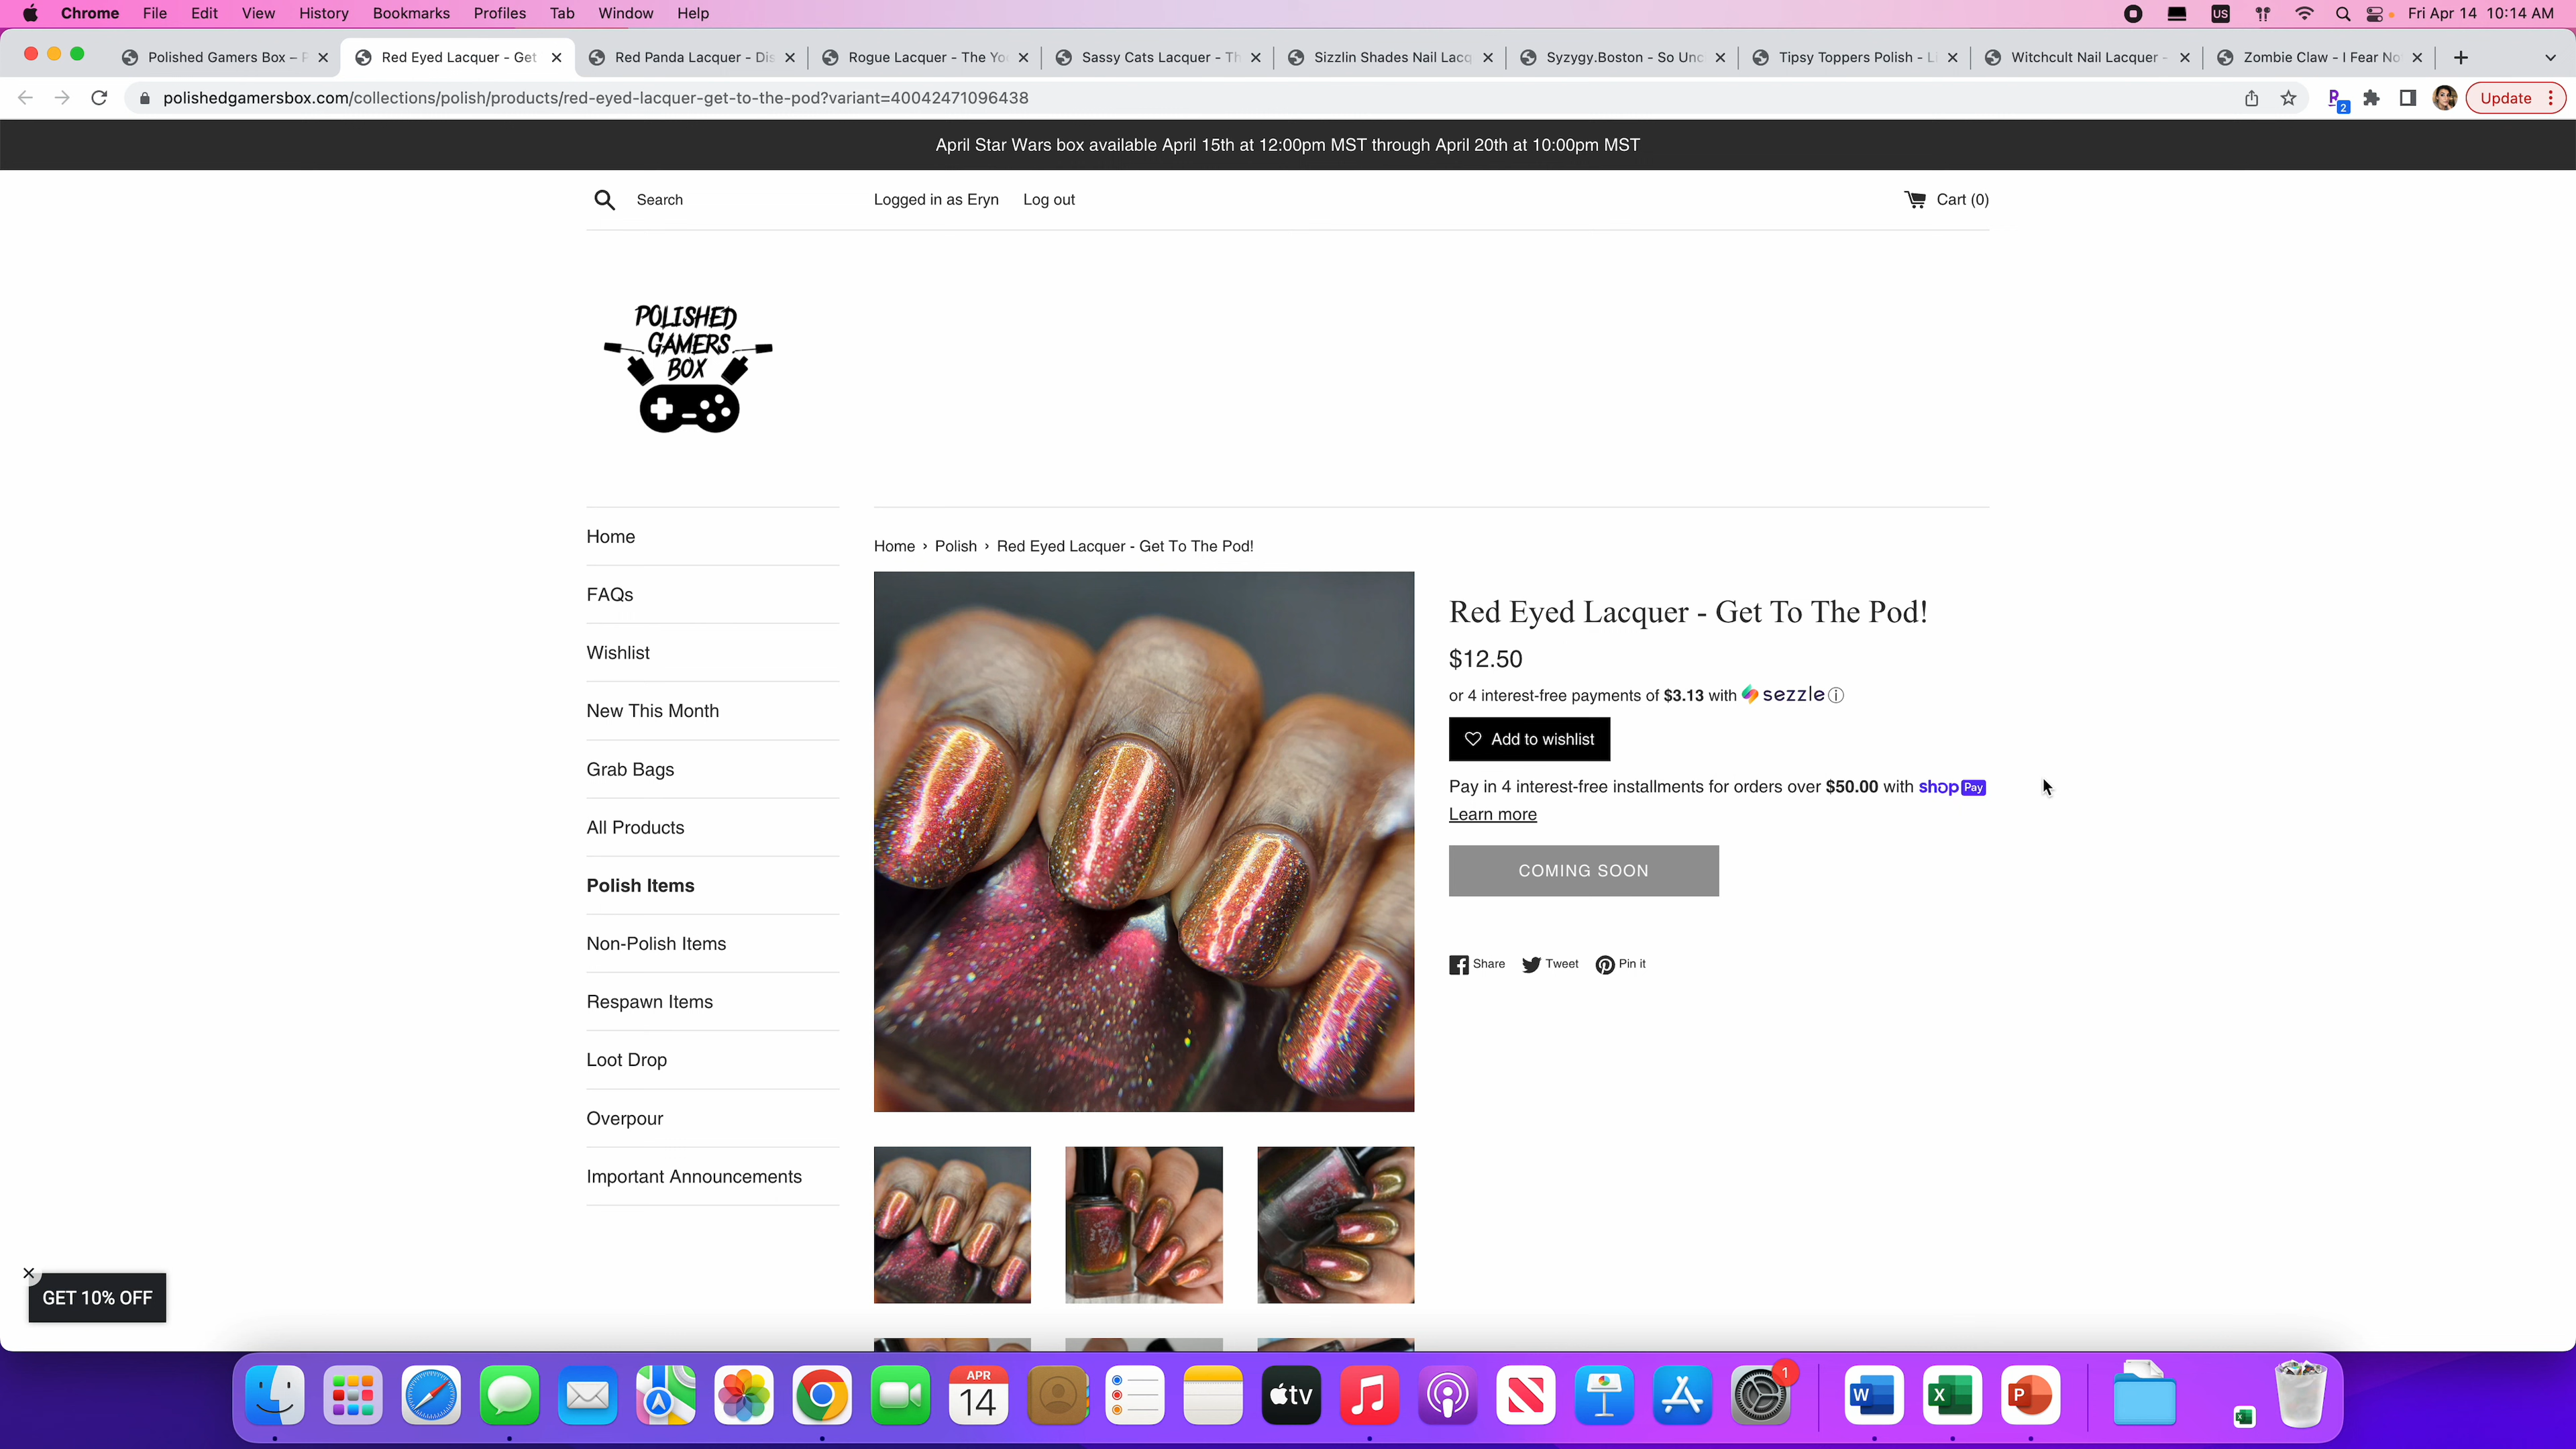 Chrome File Edit View History Bookmarks Profiles Tab Window Help
US
Fri Apr 14 10:14 AM
Polished Gamers Box –
Red Eyed Lacquer - Get
Red Panda Lacquer - Dis
Rogue Lacquer - The Yo
Sassy Cats Lacquer - Th
Sizzlin Shades Nail Lacq
Syzygy.Boston - So Unc
Tipsy Toppers Polish - Li
Witchcult Nail Lacquer -
Zombie Claw - I Fear No
polishedgamersbox.com/collections/polish/products/red-eyed-lacquer-get-to-the-pod?variant=40042471096438
2
Update
April Star Wars box available April 15th at 12:00pm MST through April 20th at 10:00pm MST
Search
Logged in as Eryn
Log out
Cart (0)
POLISHED
GAMERS
BOX
Home
FAQs
Wishlist
New This Month
Grab Bags
All Products
Polish Items
Non-Polish Items
Respawn Items
Loot Drop
Overpour
Important Announcements
Home › Polish › Red Eyed Lacquer - Get To The Pod!
Red Eyed Lacquer - Get To The Pod!
$12.50
or 4 interest-free payments of $3.13 with sezzle
Add to wishlist
Pay in 4 interest-free installments for orders over $50.00 with shop Pay
Learn more
COMING SOON
Share
Tweet
Pin it
GET 10% OFF
APR
14
tv
1
W
X
P